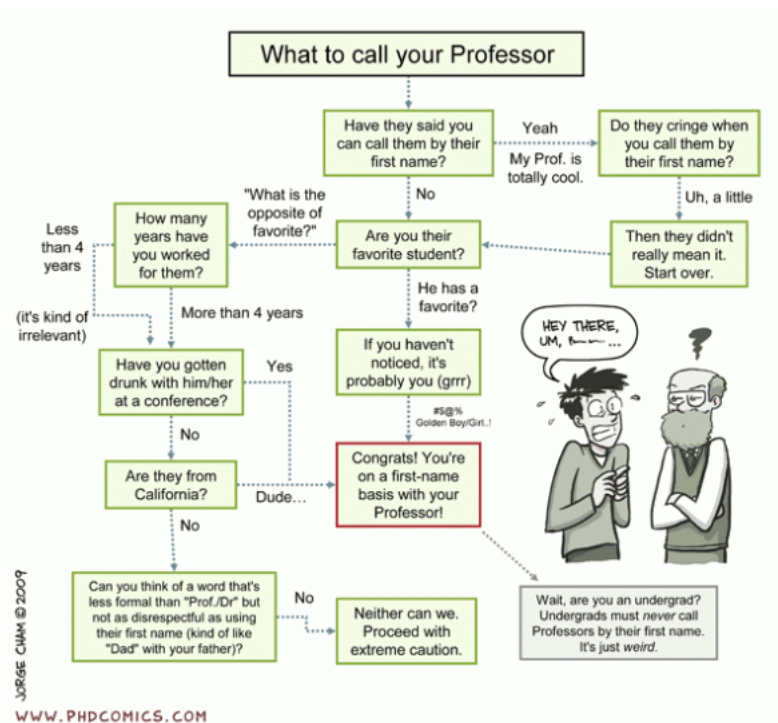 What to call your Professor
Have they said you
can call them by their
first name?
Yeah
My Prof. is
totally cool.
Do they cringe when
you call them by
their first name?
Uh, a little
Then they didn't
really mean it.
Start over.
No
Are you their
favorite student?
"What is the
opposite of
favorite?"
How many
years have
you worked
for them?
Less
than 4
years
(it's kind of
irrelevant)
More than 4 years
He has a
favorite?
If you haven't
noticed, it's
probably you (grrr)
#$@%
Golden Boy/Girl..!
Have you gotten
drunk with him/her
at a conference?
Yes
No
Are they from
California?
Dude...
Congrats! You're
on a first-name
basis with your
Professor!
No
Can you think of a word that's
less formal than "Prof./Dr" but
not as disrespectful as using
their first name (kind of like
"Dad" with your father)?
No
Neither can we.
Proceed with
extreme caution.
Wait, are you an undergrad?
Undergrads must never call
Professors by their first name.
It's just weird.
HEY THERE,
UM, ...
?
JORGE CHAM © 2009
WWW.PHDCOMICS.COM